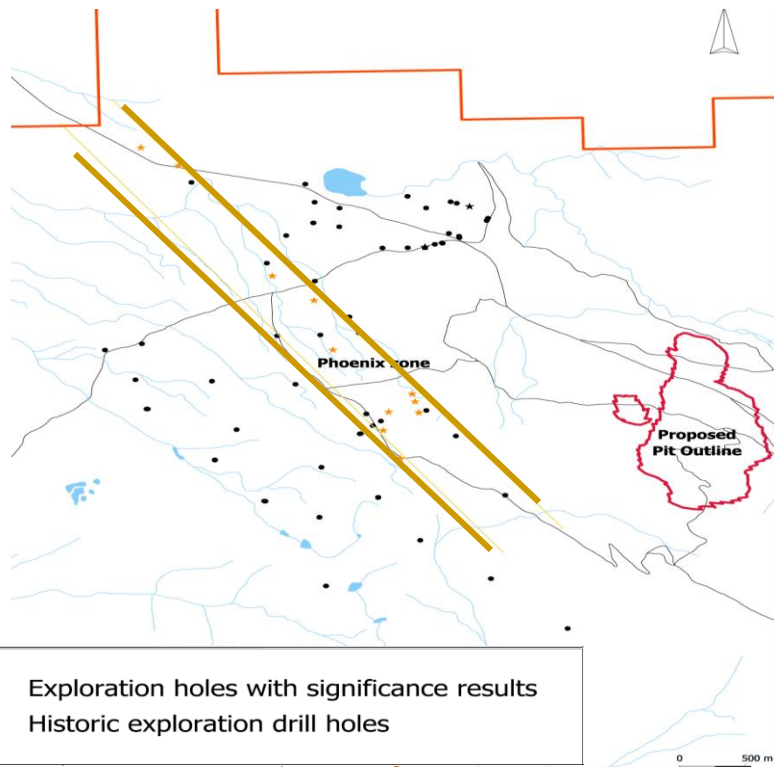 Phoenix zone
Proposed
Pit Outline
Exploration holes with significance results
Historic exploration drill holes
0 500 m